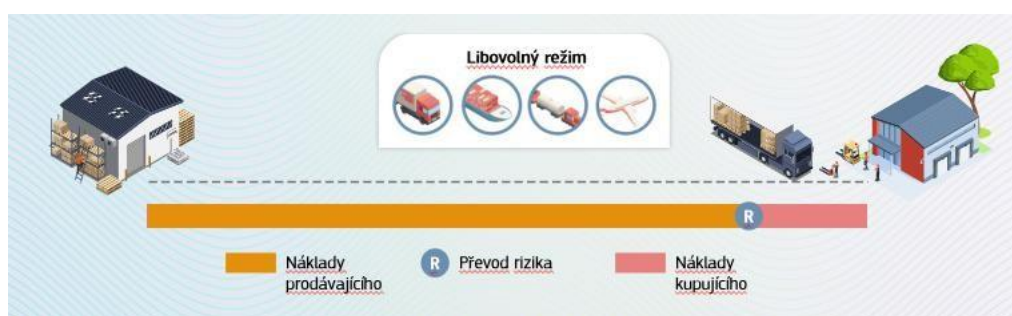 Libovolný režim
R
Náklady
prodávajícího
R Převod rizika
Náklady
kupujícího